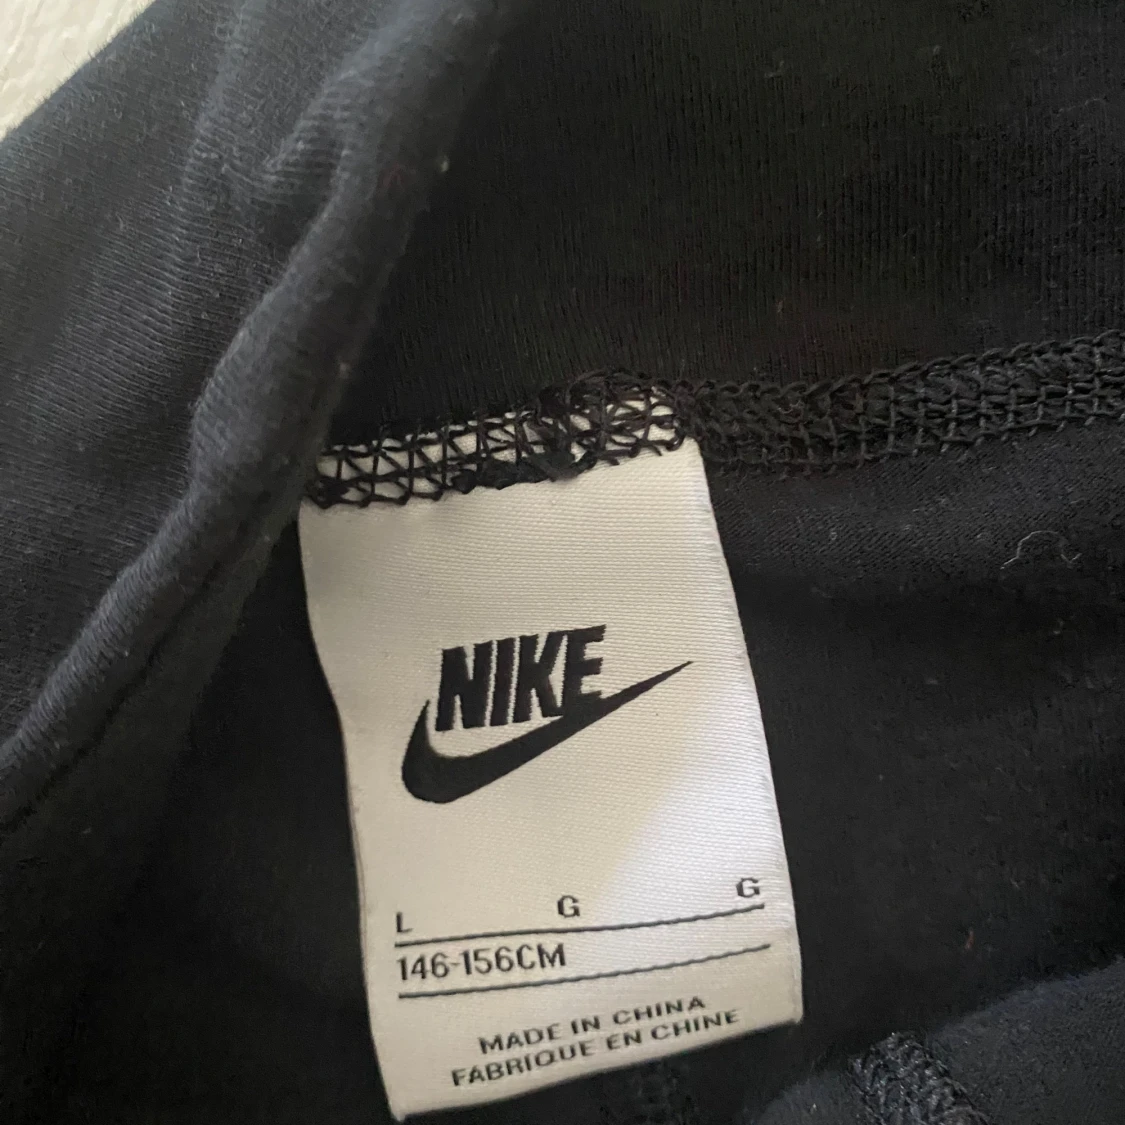 NIKE
L G G
146-156CM
MADE IN CHINA
FABRIQUE EN CHINE